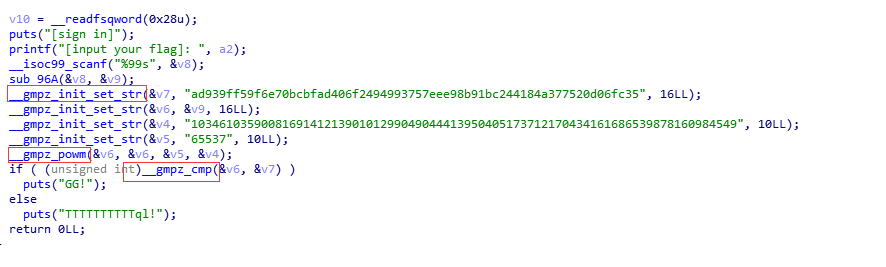 v10 = __readfsqword(0x28u);
puts("[sign in]");
printf("[input your flag]: ", a2);
__isoc99_scanf("%99s", &v8);
sub 96A(&v8, &v9);
__gmpz_init_set_str(&v7, "ad939ff59f6e70bcbfad406f2494993757eee98b91bc244184a377520d06fc35", 16LL);
__gmpz_init_set_str(&v6, &v9, 16LL);
__gmpz_init_set_str(&v4, "103461035900816914121390101299049044413950405173712170434161686539878160984549", 10LL);
__gmpz_init_set_str(&v5, "65537", 10LL);
__gmpz_powm(&v6, &v6, &v5, &v4);
if ( (unsigned int)__gmpz_cmp(&v6, &v7) )
puts("GG!");
else
puts("TTTTTTTTTTql!");
return 0LL;